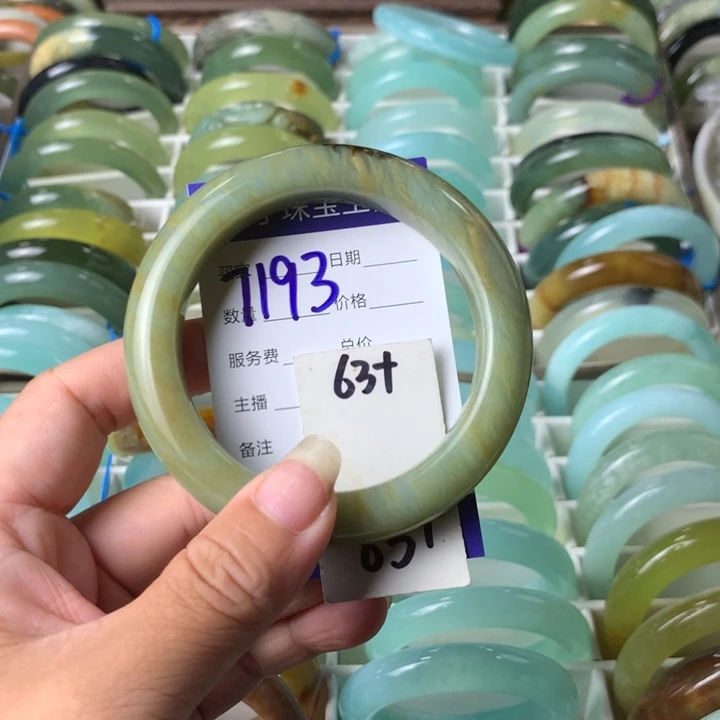 珠宝
1193 日期
数量 价格
服务费 总价
63+
主播
备注
63+